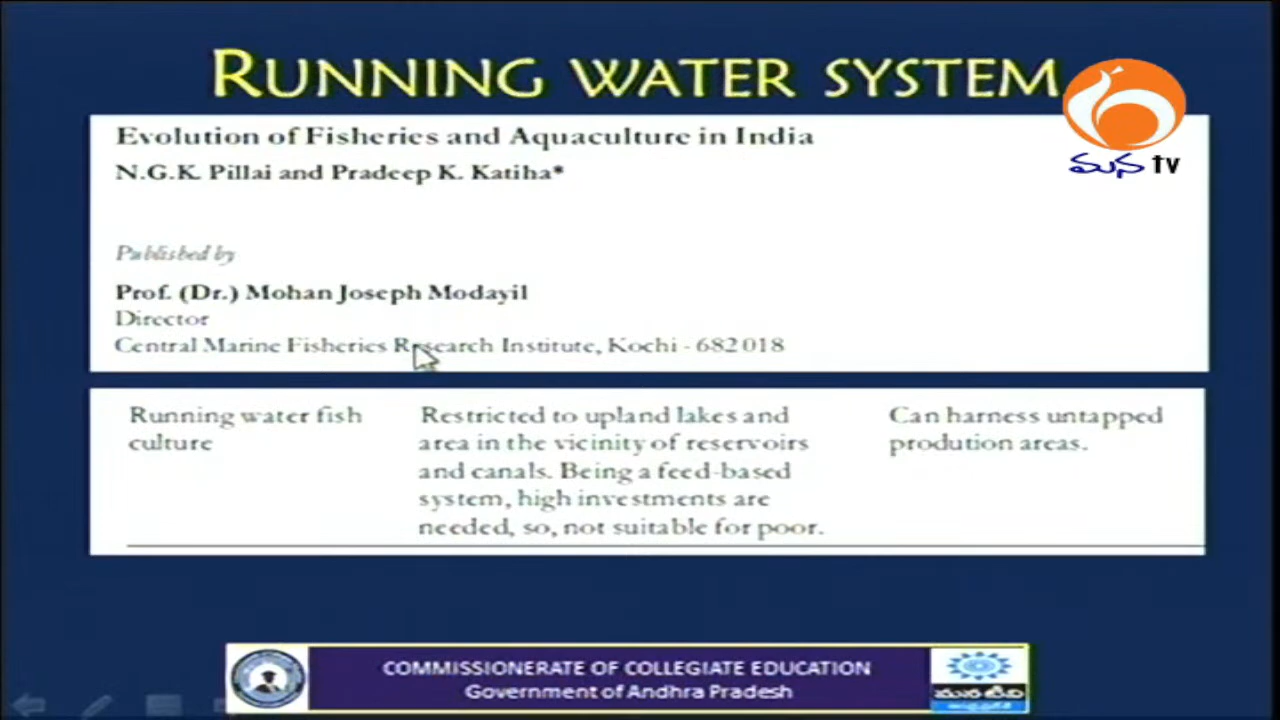 RUNNING WATER SYSTEM
మన tv
Evolution of Fisheries and Aquaculture in India
N.G.K. Pillai and Pradeep K. Katiha*
Published by
Prof. (Dr.) Mohan Joseph Modayil
Director
Central Marine Fisheries Research Institute, Kochi - 682 018
Running water fish
culture
Restricted to upland lakes and
area in the vicinity of reservoirs
and canals. Being a feed-based
system, high investments are
needed, so, not suitable for poor.
Can harness untapped
prodution areas.
COMMISSIONERATE OF COLLEGIATE EDUCATION
Government of Andhra Pradesh